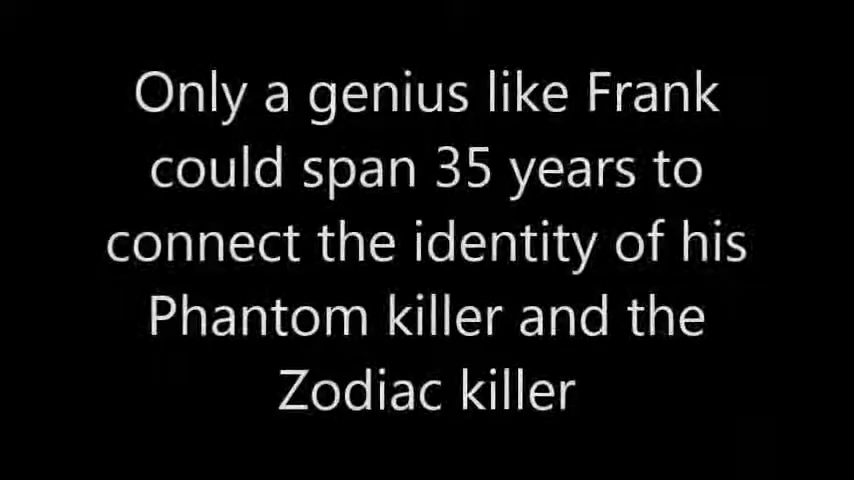 Only a genius like Frank
could span 35 years to
connect the identity of his
Phantom killer and the
Zodiac killer